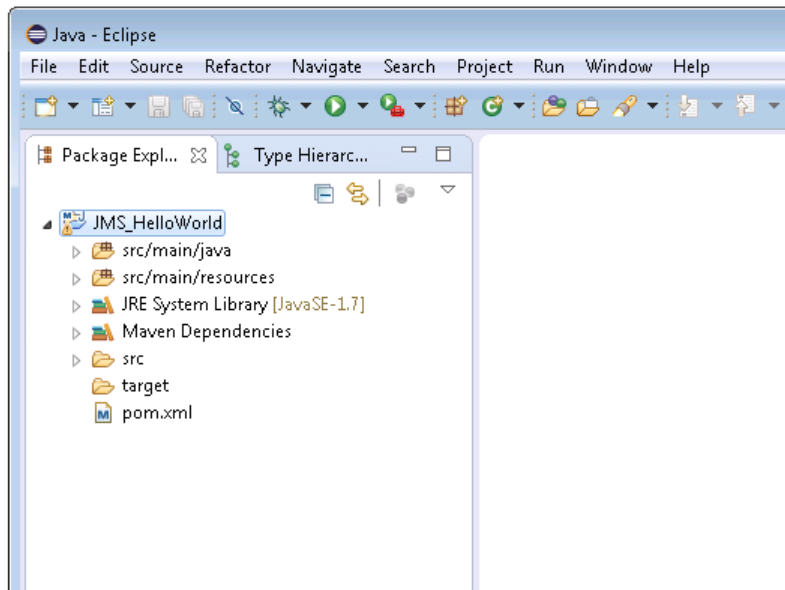 Java - Eclipse
File Edit Source Refactor Navigate Search Project Run Window Help
Package Expl... Type Hierarc...
JMS_HelloWorld
src/main/java
src/main/resources
JRE System Library [JavaSE-1.7]
Maven Dependencies
src
target
pom.xml